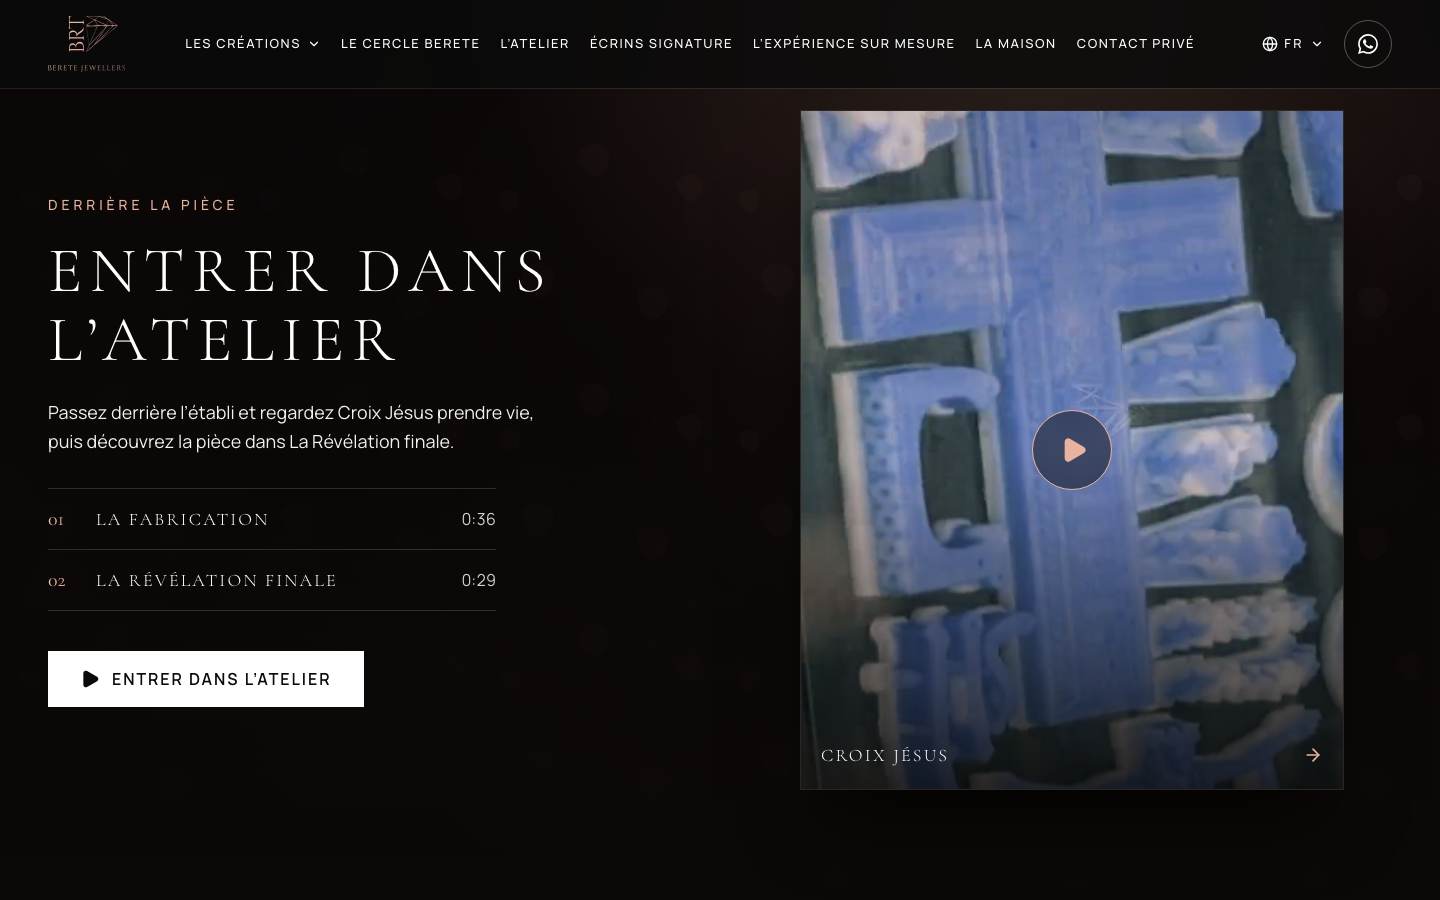 BRT
BERETE JEWELLERS
LES CRÉATIONS
LE CERCLE BERETE
L’ATELIER
ÉCRINS SIGNATURE
L’EXPÉRIENCE SUR MESURE
LA MAISON
CONTACT PRIVÉ
FR
DERRIÈRE LA PIÈCE
ENTRER DANS
L’ATELIER
Passez derrière l’établi et regardez Croix Jésus prendre vie,
puis découvrez la pièce dans La Révélation finale.
01 LA FABRICATION 0:36
02 LA RÉVÉLATION FINALE 0:29
ENTRER DANS L’ATELIER
CROIX JÉSUS